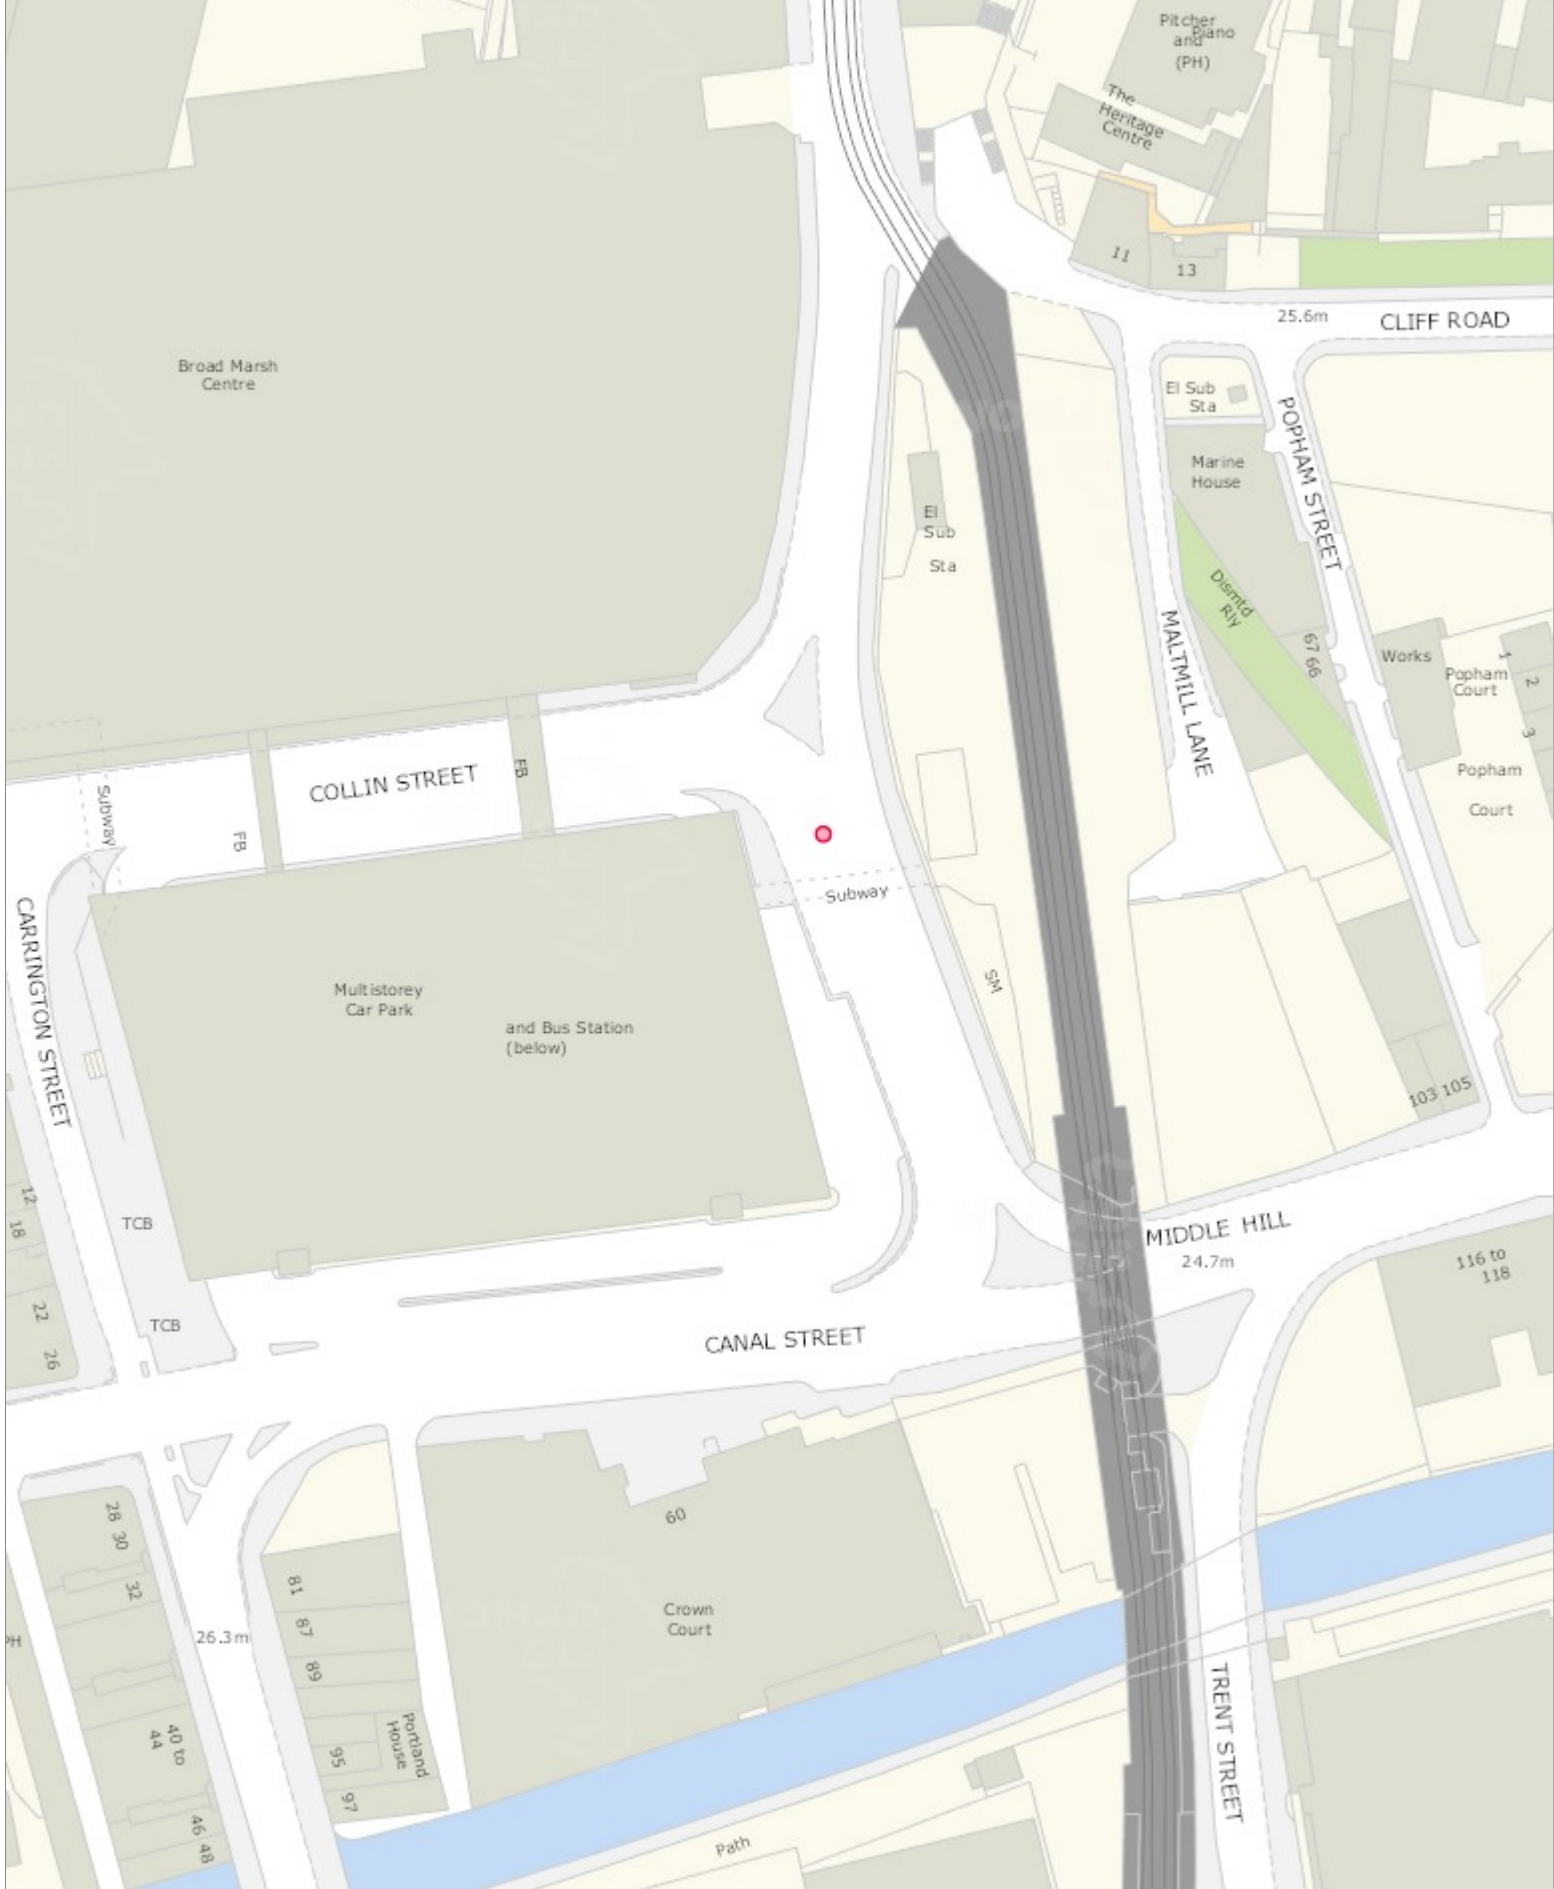 Pitcher
Piano
and
(PH)
The
Heritage
Centre
11
13
25.6m
CLIFF ROAD
Broad Marsh
Centre
El Sub
Sta
POPHAM STREET
Marine
House
El
Sub
Sta
Dismtd
Rly
MALTMILL LANE
67 66
Works
1
Popham
Court
2
3
Popham
Court
COLLIN STREET
FB
Subway
FB
Subway
CARRINGTON STREET
SM
Multistorey
Car Park
and Bus Station
(below)
103 105
12
18
TCB
MIDDLE HILL
24.7m
116 to
118
22
TCB
26
CANAL STREET
28 30
32
60
81
87
89
Crown
Court
26.3m
PH
TRENT STREET
40 to
44
Portland
House
95
97
46 48
Path